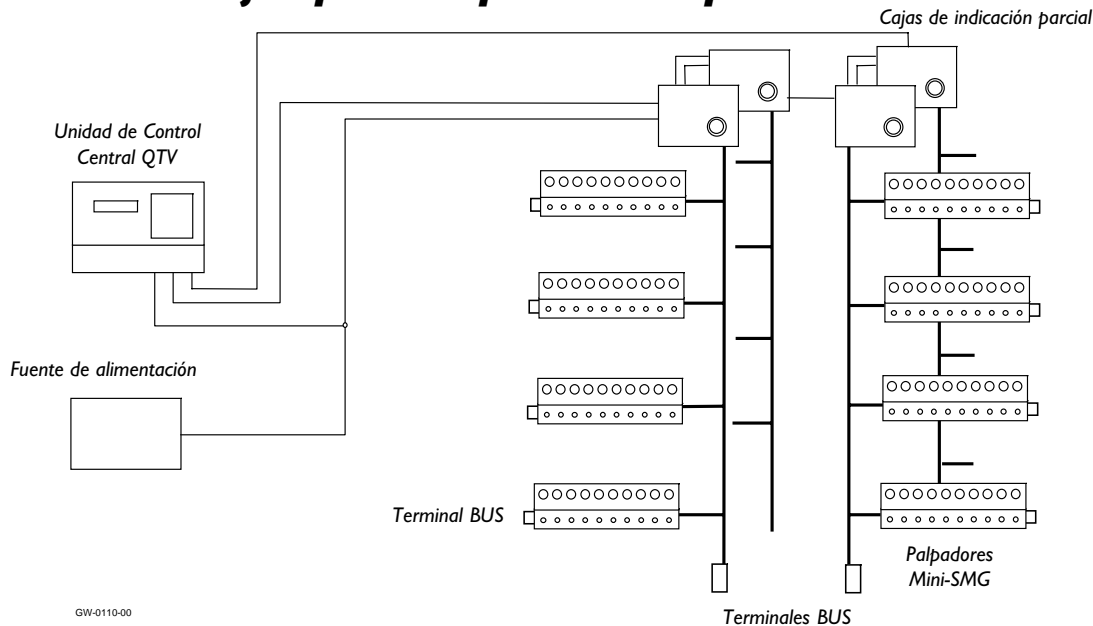 Cajas de indicación parcial
Unidad de Control
Central QTV
Fuente de alimentación
Terminal BUS
Palpadores
Mini-SMG
GW-0110-00
Terminales BUS